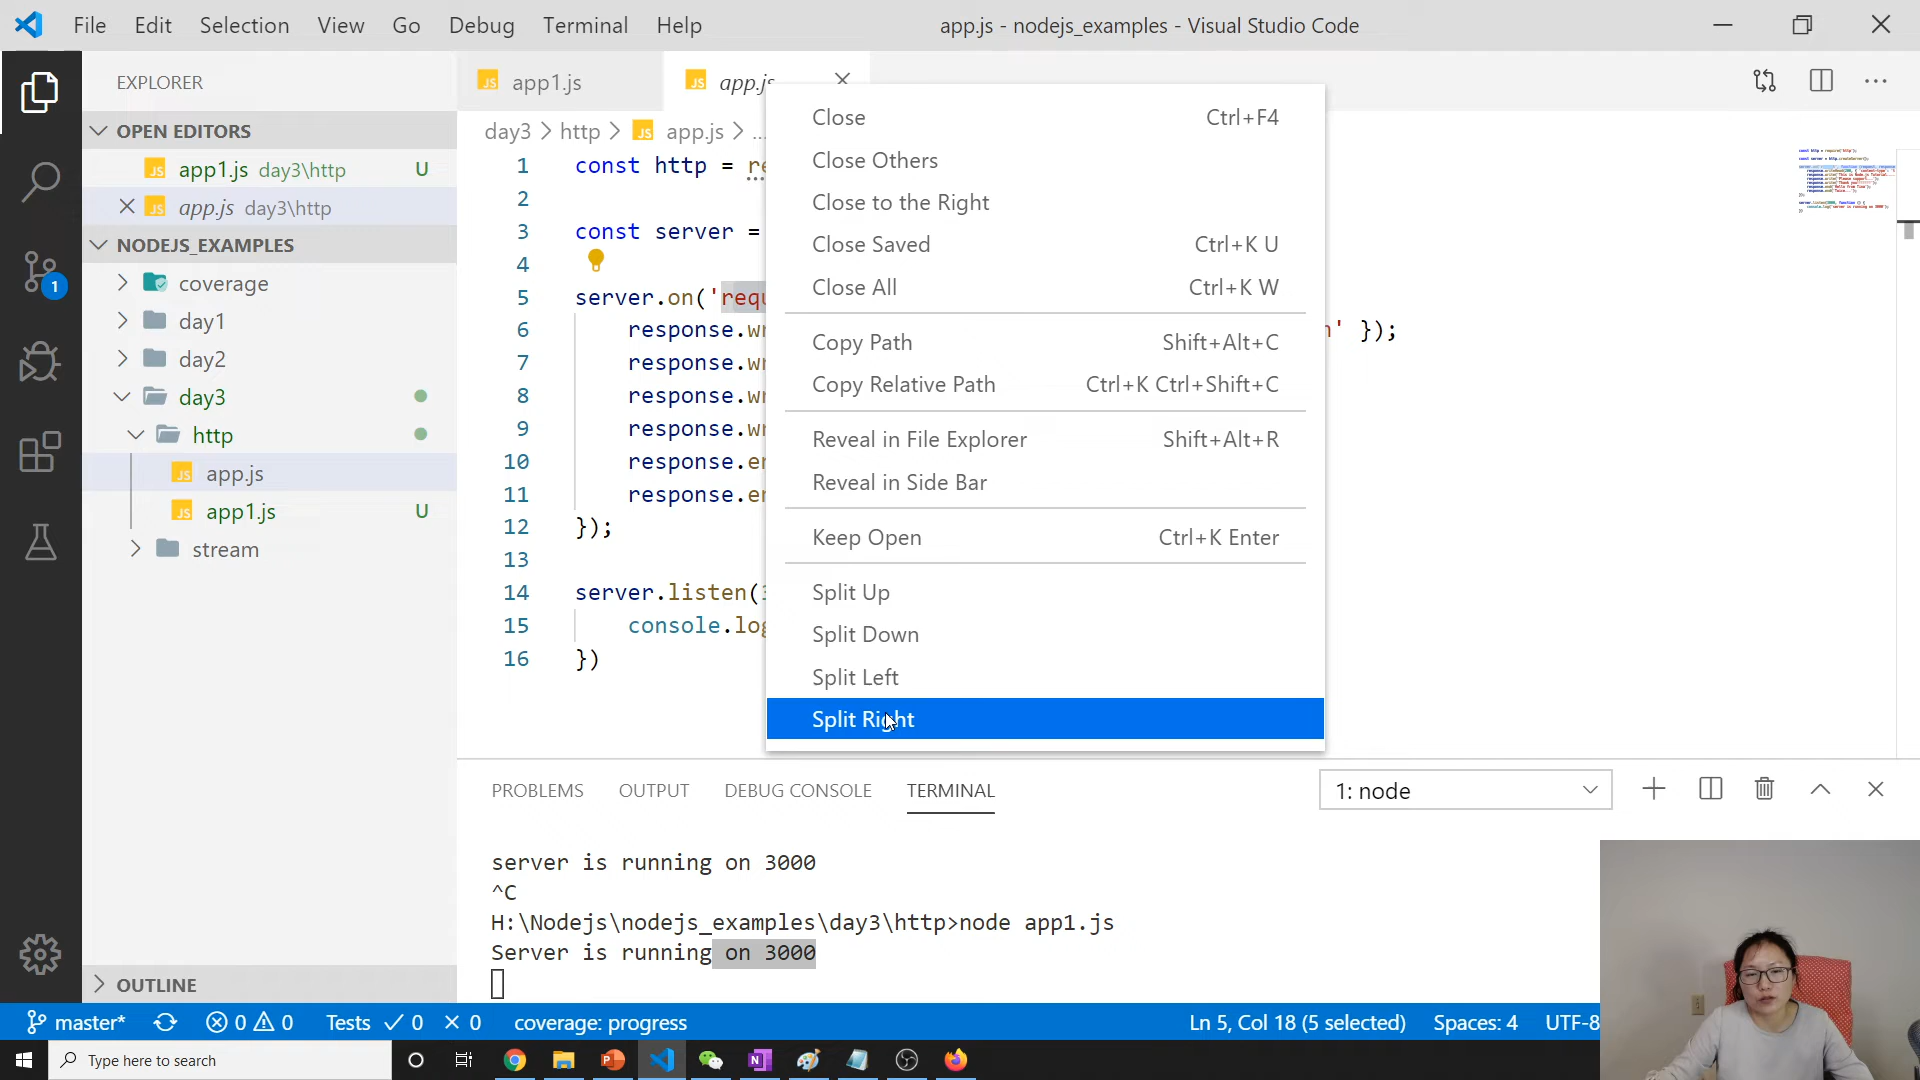 File Edit Selection View Go Debug Terminal Help
app.js - nodejs_examples - Visual Studio Code
EXPLORER
OPEN EDITORS
app1.js day3\http U
app.js day3\http
NODEJS_EXAMPLES
coverage
day1
day2
day3
http
app.js
app1.js U
stream
OUTLINE
app1.js
app.js
day3 > http > app.js > ...
1 const http = re
2
3 const server =
4
5 server.on('requ
6 response.wr n' });
7 response.wr
8 response.wr
9 response.wr
10 response.en
11 response.en
12 });
13
14 server.listen(3
15 console.log
16 })
Close Ctrl+F4
Close Others
Close to the Right
Close Saved Ctrl+K U
Close All Ctrl+K W
Copy Path Shift+Alt+C
Copy Relative Path Ctrl+K Ctrl+Shift+C
Reveal in File Explorer Shift+Alt+R
Reveal in Side Bar
Keep Open Ctrl+K Enter
Split Up
Split Down
Split Left
Split Right
PROBLEMS OUTPUT DEBUG CONSOLE TERMINAL
1: node
server is running on 3000
^C
H:\Nodejs\nodejs_examples\day3\http>node app1.js
Server is running on 3000
1
master* 0 0 Tests 0 0 coverage: progress
Ln 5, Col 18 (5 selected) Spaces: 4 UTF-8
Type here to search